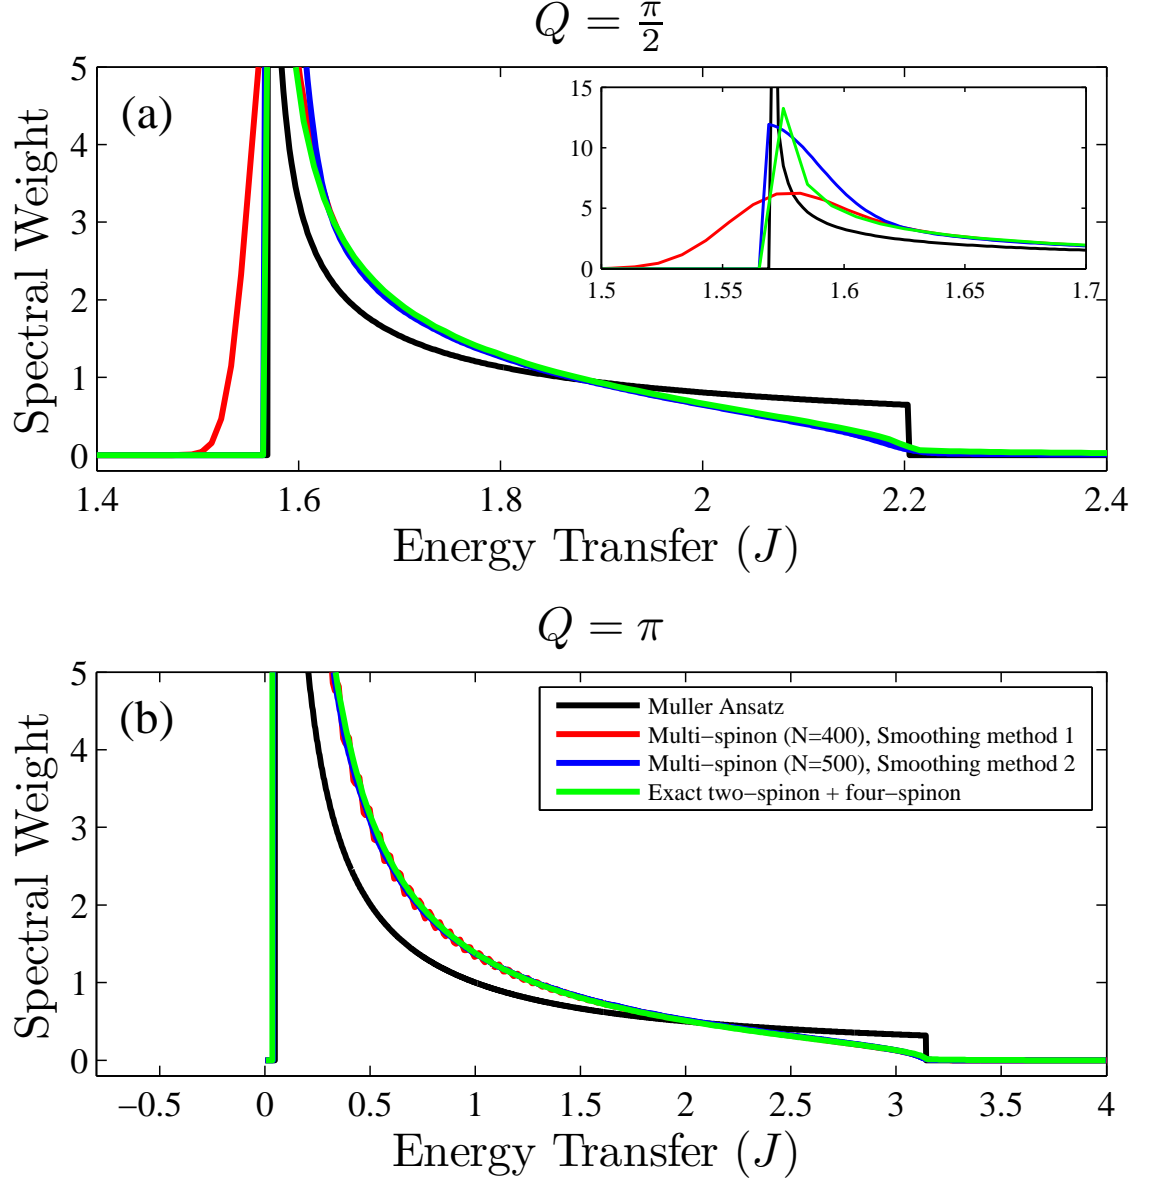 Q = π/2
(a)
Spectral Weight
5
4
3
2
1
0
15
10
5
0
1.5 1.55 1.6 1.65 1.7
1.4 1.6 1.8 2 2.2 2.4
Energy Transfer (J)
Q = π
(b)
Spectral Weight
5
4
3
2
1
0
Muller Ansatz
Multi−spinon (N=400), Smoothing method 1
Multi−spinon (N=500), Smoothing method 2
Exact two−spinon + four−spinon
−0.5 0 0.5 1 1.5 2 2.5 3 3.5 4
Energy Transfer (J)